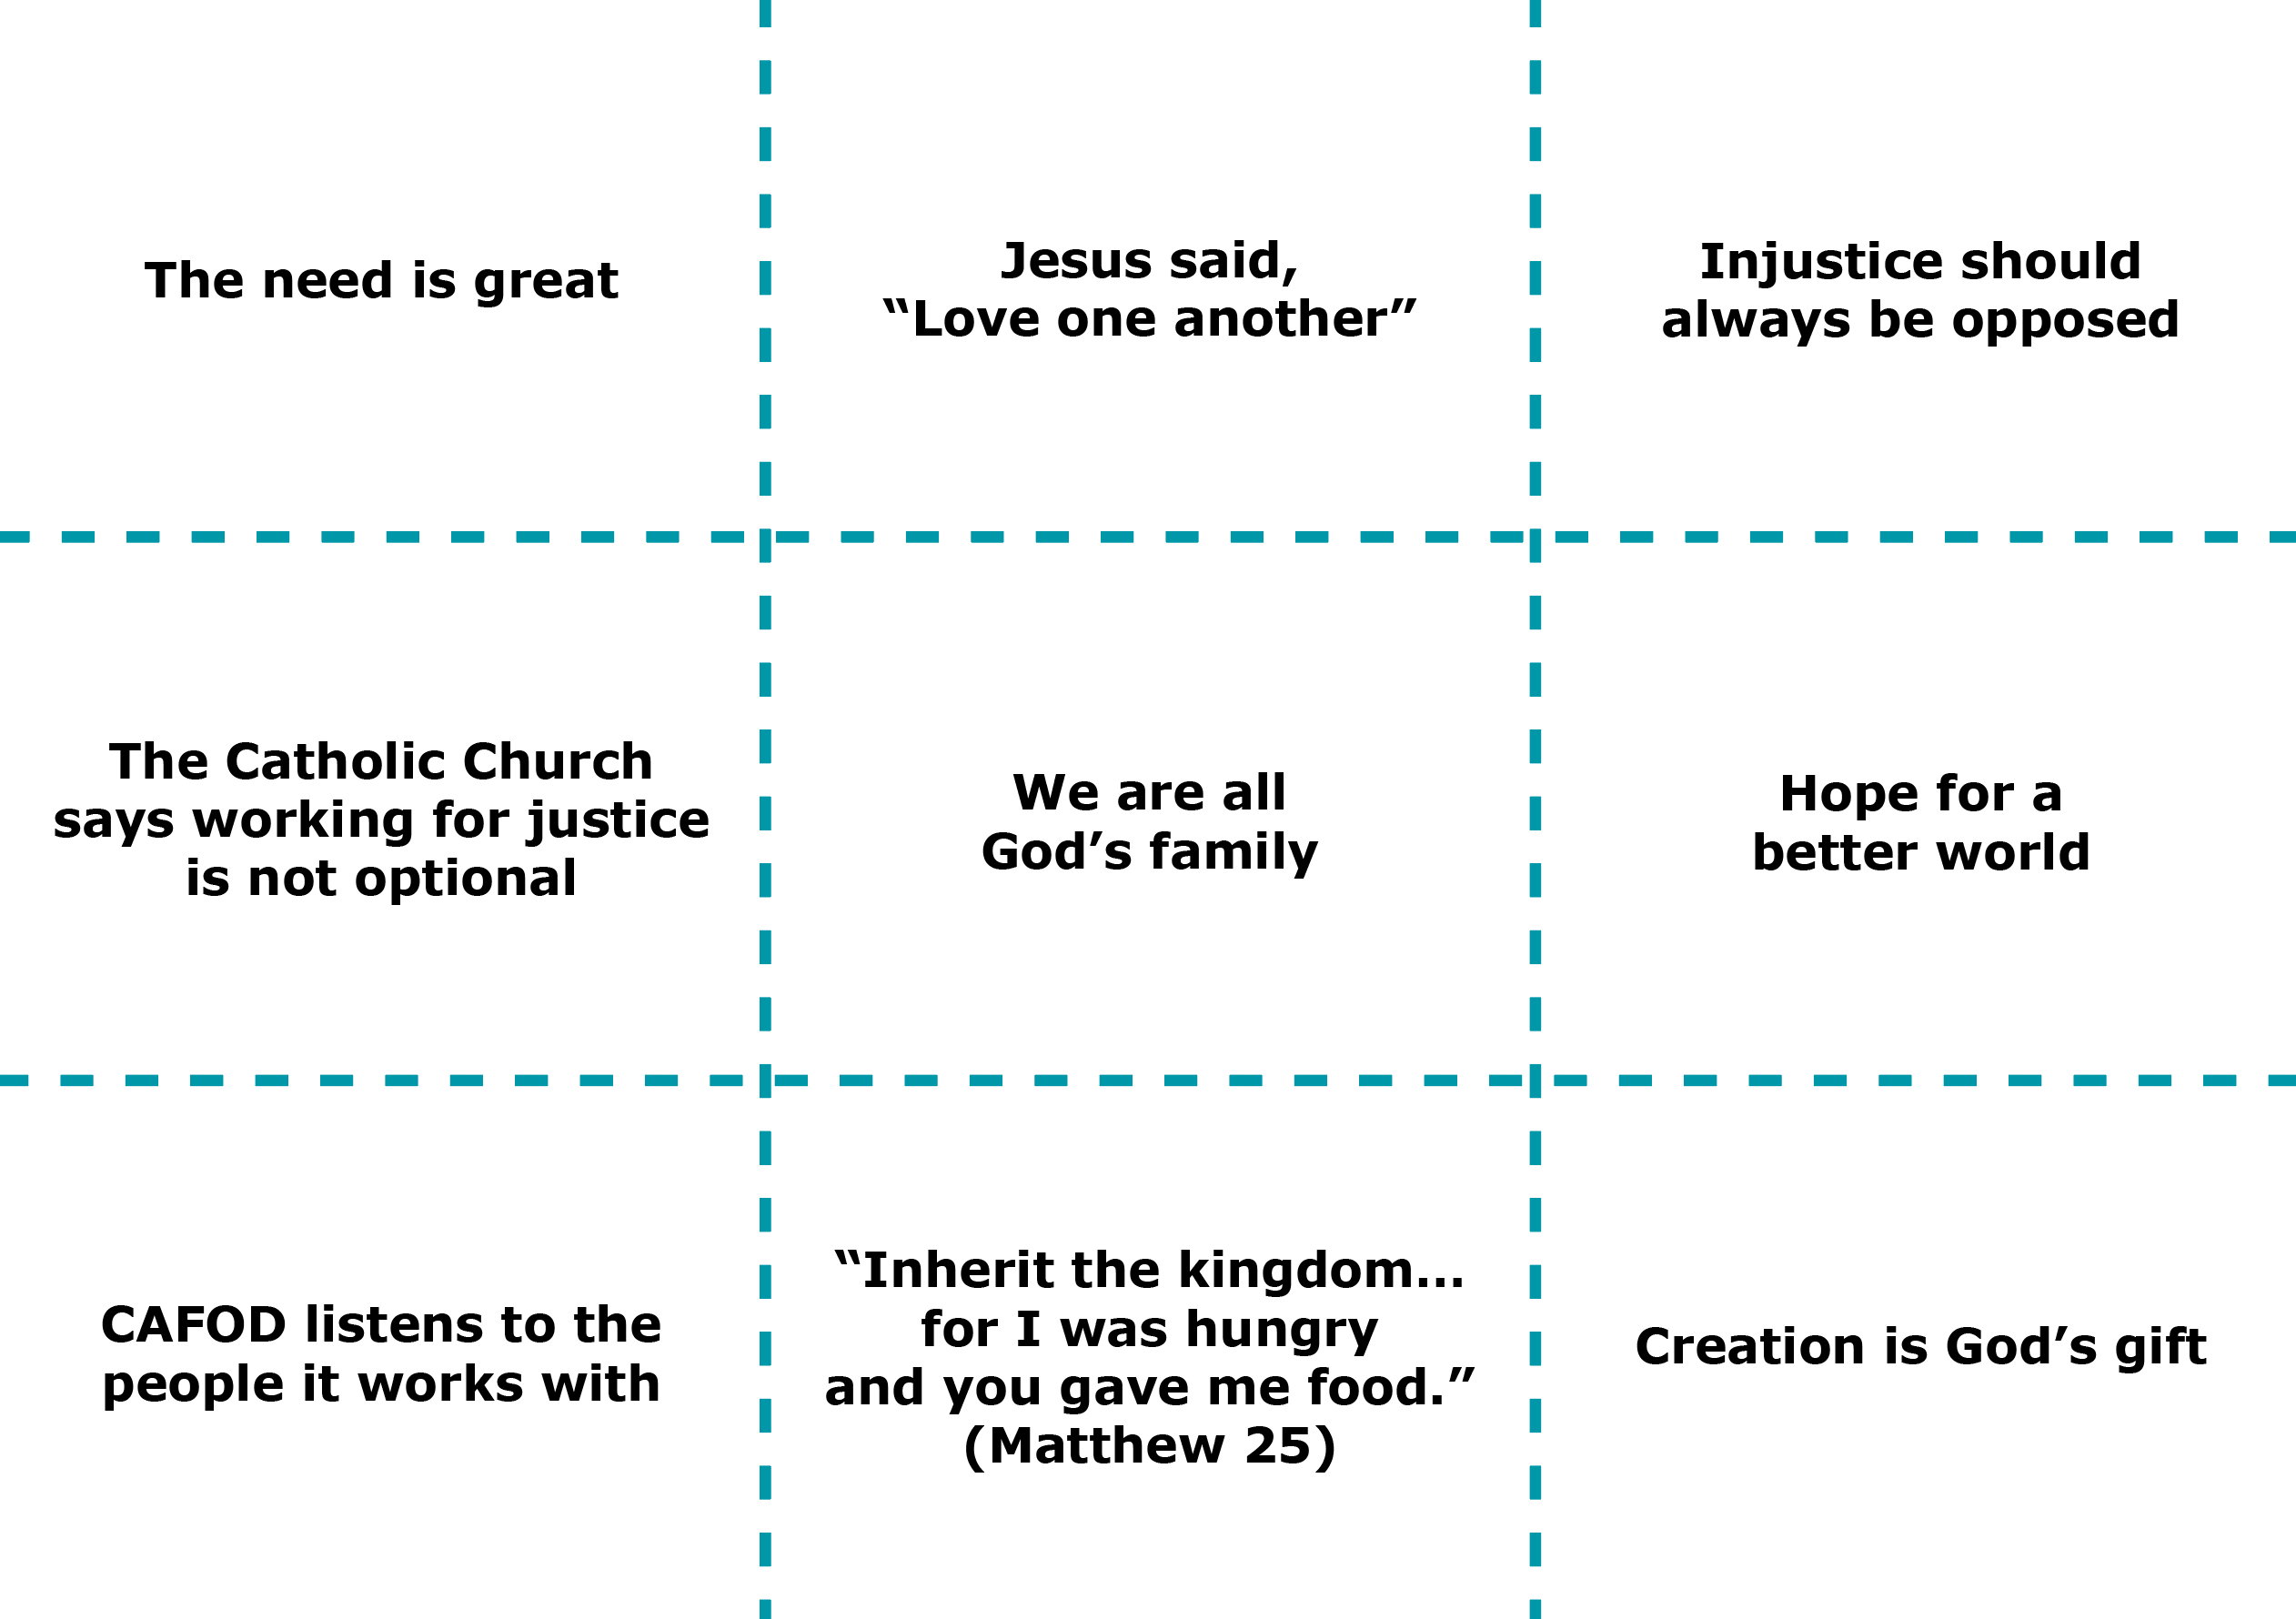 The need is great
Jesus said,
“Love one another”
Injustice should
always be opposed
The Catholic Church
says working for justice
is not optional
We are all
God’s family
Hope for a
better world
CAFOD listens to the
people it works with
“Inherit the kingdom...
for I was hungry
and you gave me food.”
(Matthew 25)
Creation is God’s gift